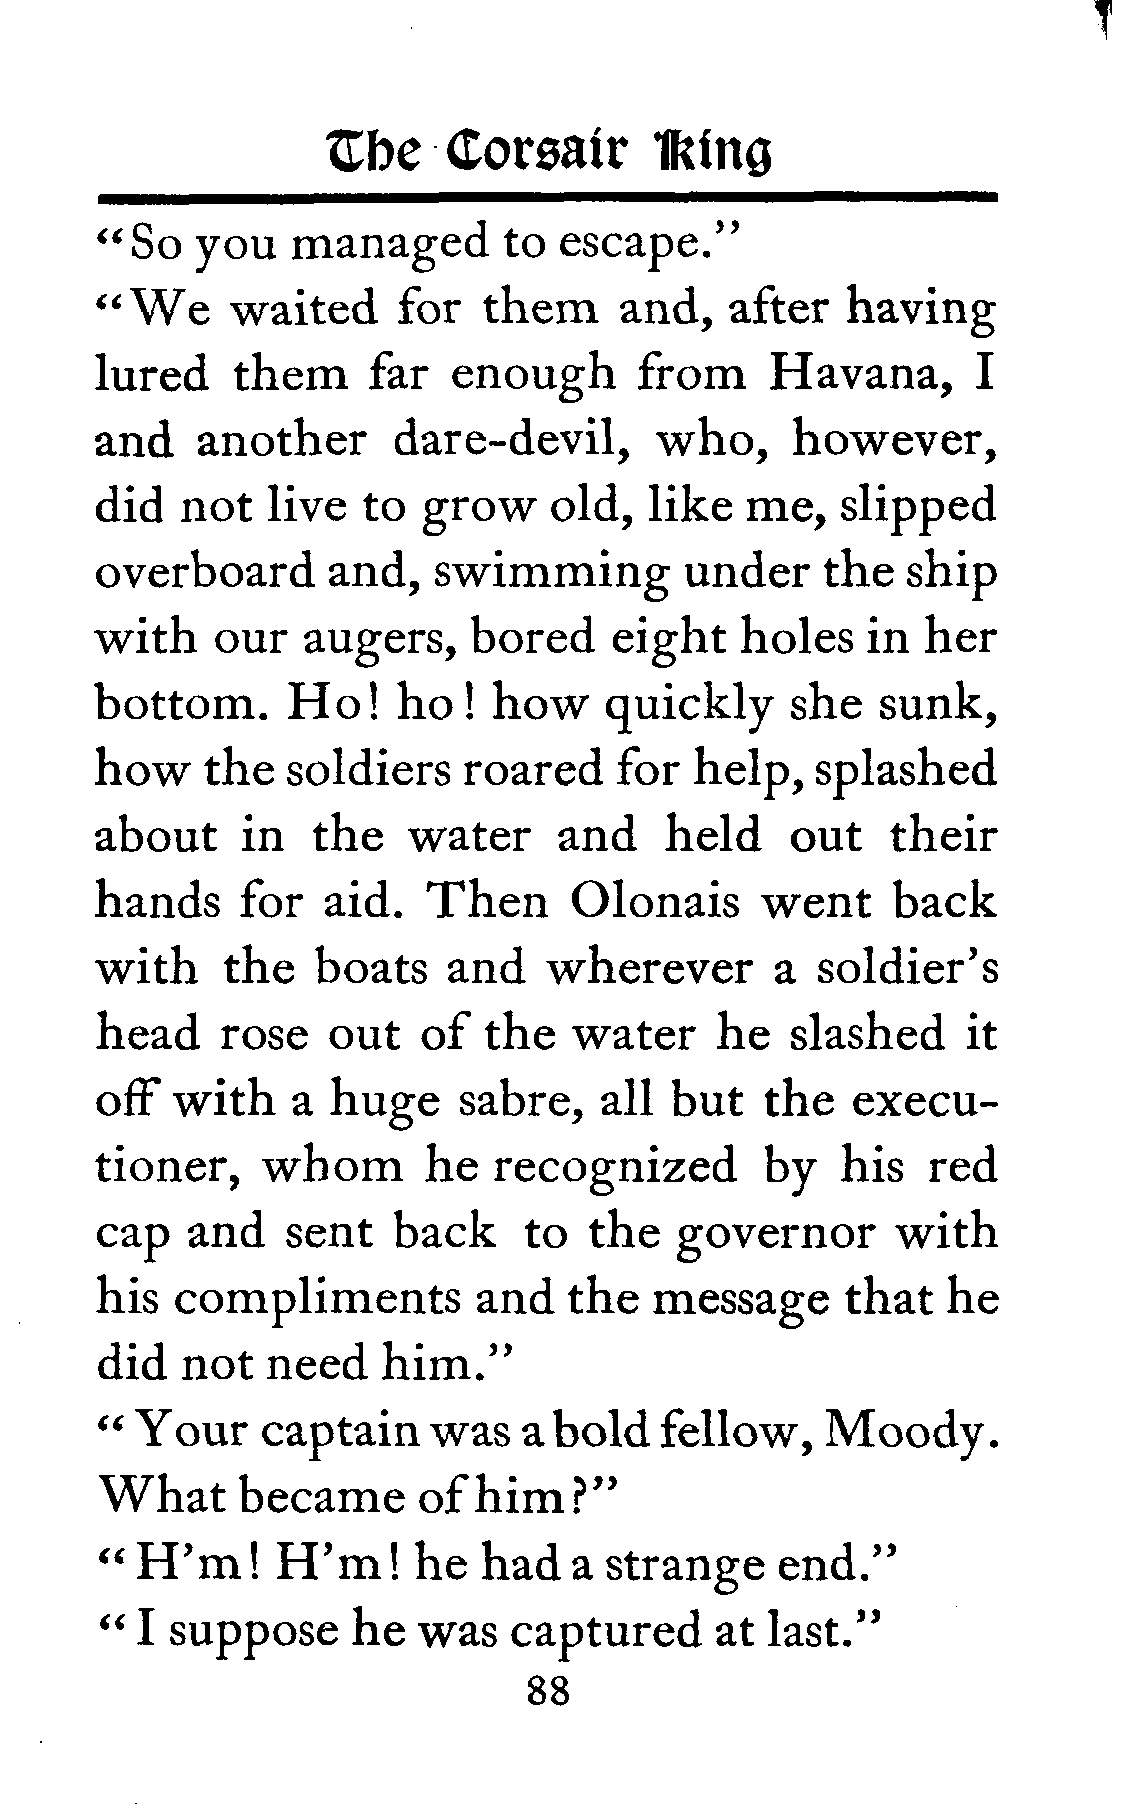 The Corsair King
"So you managed to escape."
"We waited for them and, after having
lured them far enough from Havana, I
and another dare-devil, who, however,
did not live to grow old, like me, slipped
overboard and, swimming under the ship
with our augers, bored eight holes in her
bottom. Ho! ho! how quickly she sunk,
how the soldiers roared for help, splashed
about in the water and held out their
hands for aid. Then Olonais went back
with the boats and wherever a soldier's
head rose out of the water he slashed it
off with a huge sabre, all but the execu-
tioner, whom he recognized by his red
cap and sent back to the governor with
his compliments and the message that he
did not need him."
"Your captain was a bold fellow, Moody.
What became of him?"
"H'm! H'm! he had a strange end."
"I suppose he was captured at last."
88